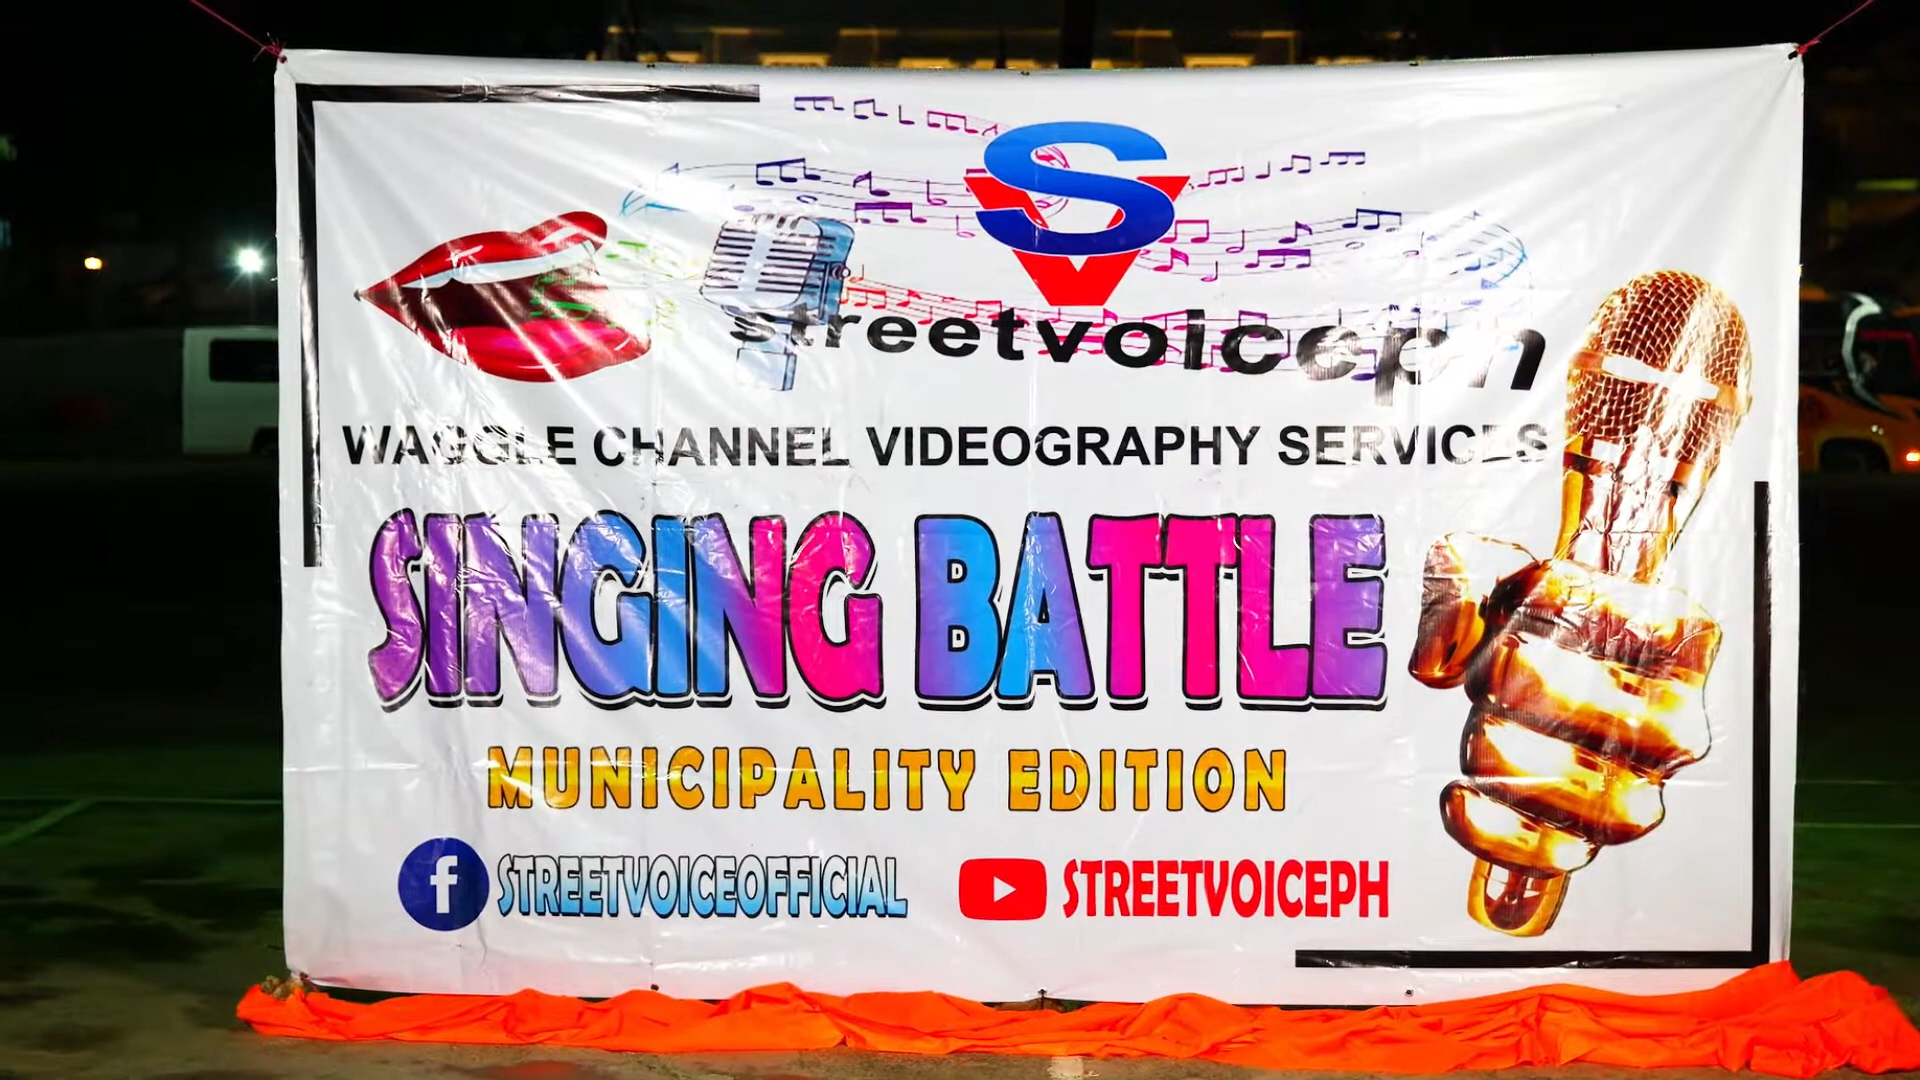 SV
streetvoiceph
WAGGLE CHANNEL VIDEOGRAPHY SERVICES
SINGING BATTLE
MUNICIPALITY EDITION
f STREETVOICEOFFICIAL STREETVOICEPH